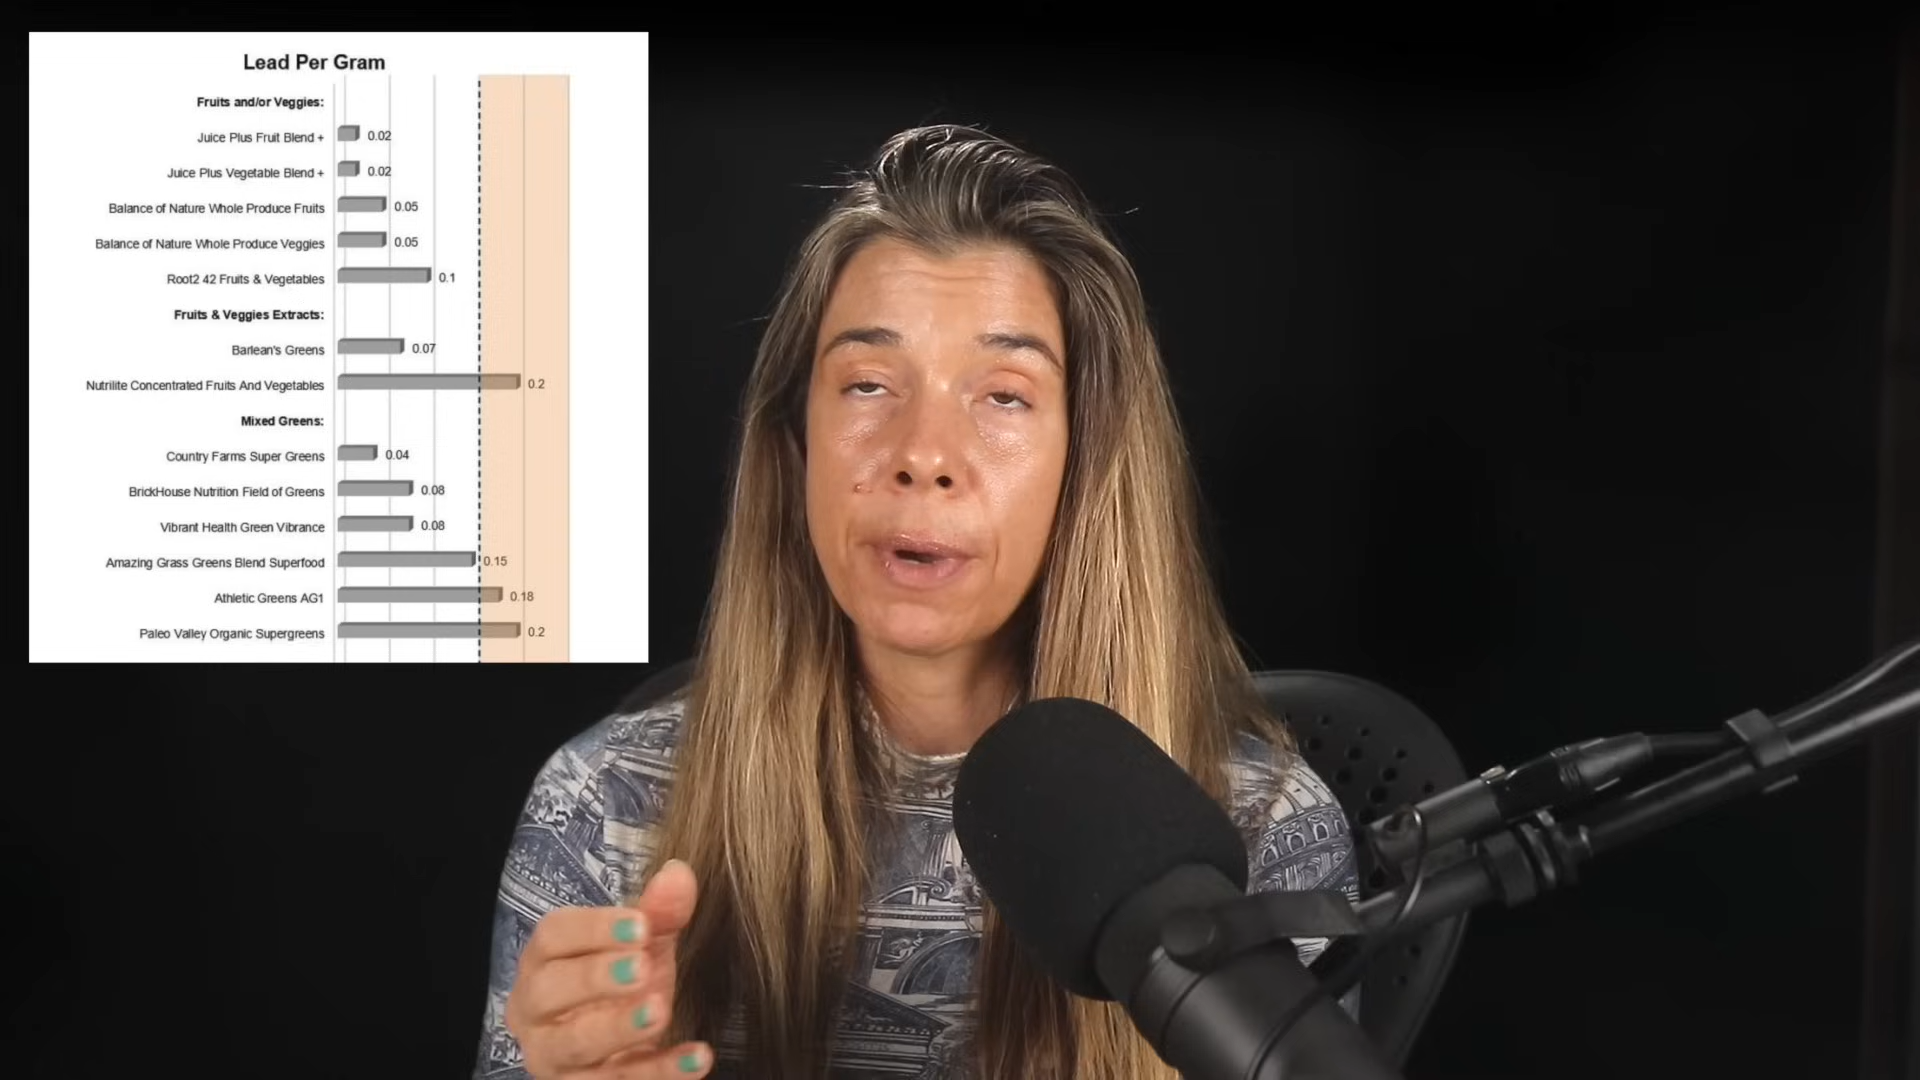 Lead Per Gram
Fruits and/or Veggies:
Juice Plus Fruit Blend + 0.02
Juice Plus Vegetable Blend + 0.02
Balance of Nature Whole Produce Fruits 0.05
Balance of Nature Whole Produce Veggies 0.05
Root2 42 Fruits & Vegetables 0.1
Fruits & Veggies Extracts:
Barlean's Greens 0.07
Nutrilite Concentrated Fruits And Vegetables 0.2
Mixed Greens:
Country Farms Super Greens 0.04
BrickHouse Nutrition Field of Greens 0.08
Vibrant Health Green Vibrance 0.08
Amazing Grass Greens Blend Superfood 0.15
Athletic Greens AG1 0.18
Paleo Valley Organic Supergreens 0.2